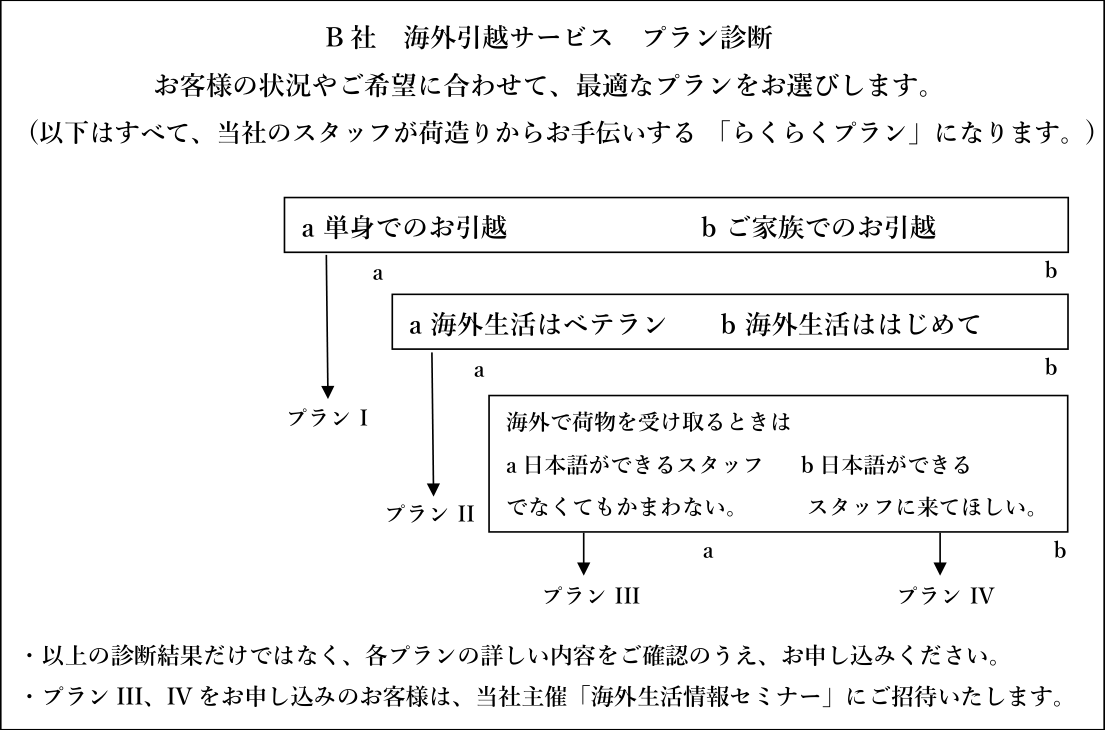 B 社　海外引越サービス　プラン診断
お客様の状況やご希望に合わせて、最適なプランをお選びします。
（以下はすべて、当社のスタッフが荷造りからお手伝いする 「らくらくプラン」になります。）
a 単身でのお引越　b ご家族でのお引越
a　b
a 海外生活はベテラン　b 海外生活ははじめて
a　b
プラン I
海外で荷物を受け取るときは
a 日本語ができるスタッフ　b 日本語ができる
でなくてもかまわない。　スタッフに来てほしい。
プラン II
a　b
プラン III　プラン IV
・以上の診断結果だけではなく、各プランの詳しい内容をご確認のうえ、お申し込みください。
・プラン III、IV をお申し込みのお客様は、当社主催「海外生活情報セミナー」にご招待いたします。